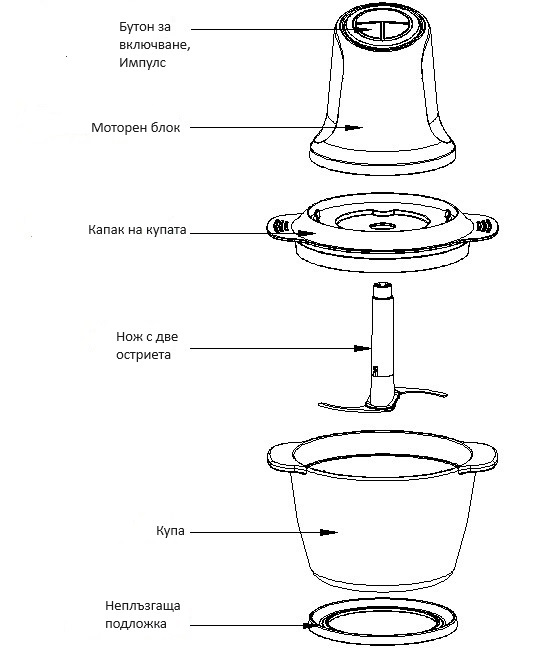 Бутон за
включване,
Импулс
Моторен блок
Капак на купата
Нож с две
остриета
Купа
Неплъзгаща
подложка